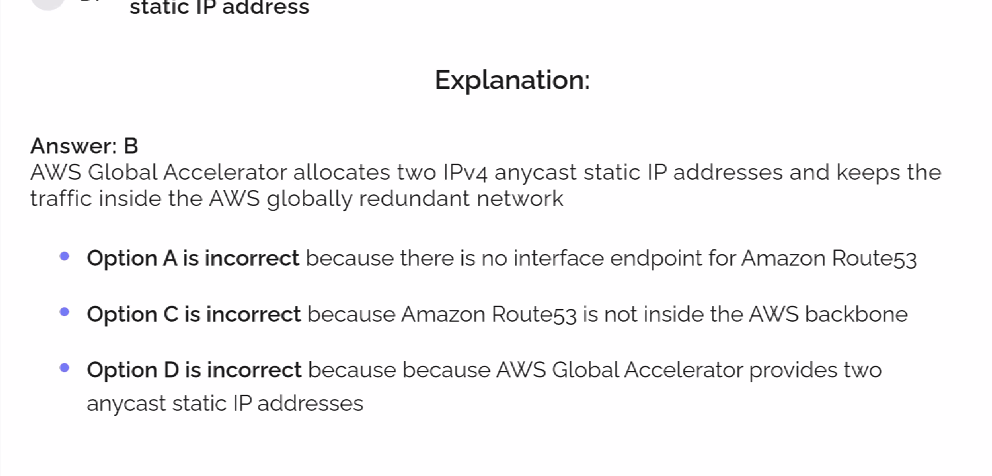 static IP address
Explanation:
Answer: B
AWS Global Accelerator allocates two IPv4 anycast static IP addresses and keeps the
traffic inside the AWS globally redundant network
Option A is incorrect because there is no interface endpoint for Amazon Route53
Option C is incorrect because Amazon Route53 is not inside the AWS backbone
Option D is incorrect because because AWS Global Accelerator provides two
anycast static IP addresses